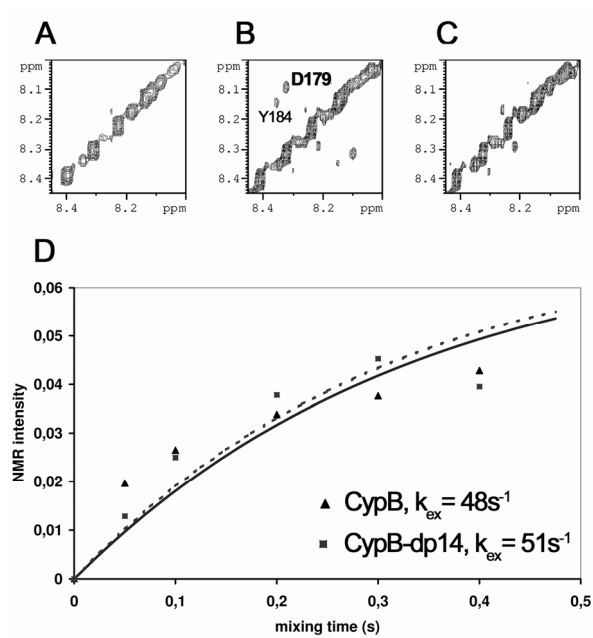 A B C
ppm ppm ppm
8.1 8.1 8.1
D179
Y184
8.2 8.2 8.2
8.3 8.3 8.3
8.4 8.4 8.4
8.4 8.2 ppm 8.4 8.2 ppm 8.4 8.2 ppm
D
0,06
0,05
0,04
0,03
0,02
0,01
0
NMR intensity
CypB, kex= 48s-1
CypB-dp14, kex= 51s-1
0 0,1 0,2 0,3 0,4 0,5
mixing time (s)